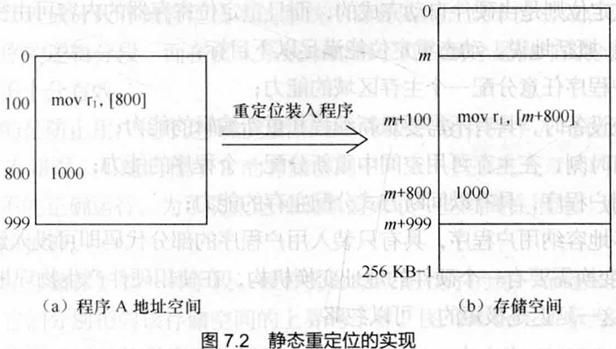 0
100 mov r₁, [800]
800 1000
999
重定位装入程序
0
m
m+100 mov r₁, [m+800]
m+800 1000
m+999
256 KB−1
（a）程序 A 地址空间
（b）存储空间
图 7.2 静态重定位的实现